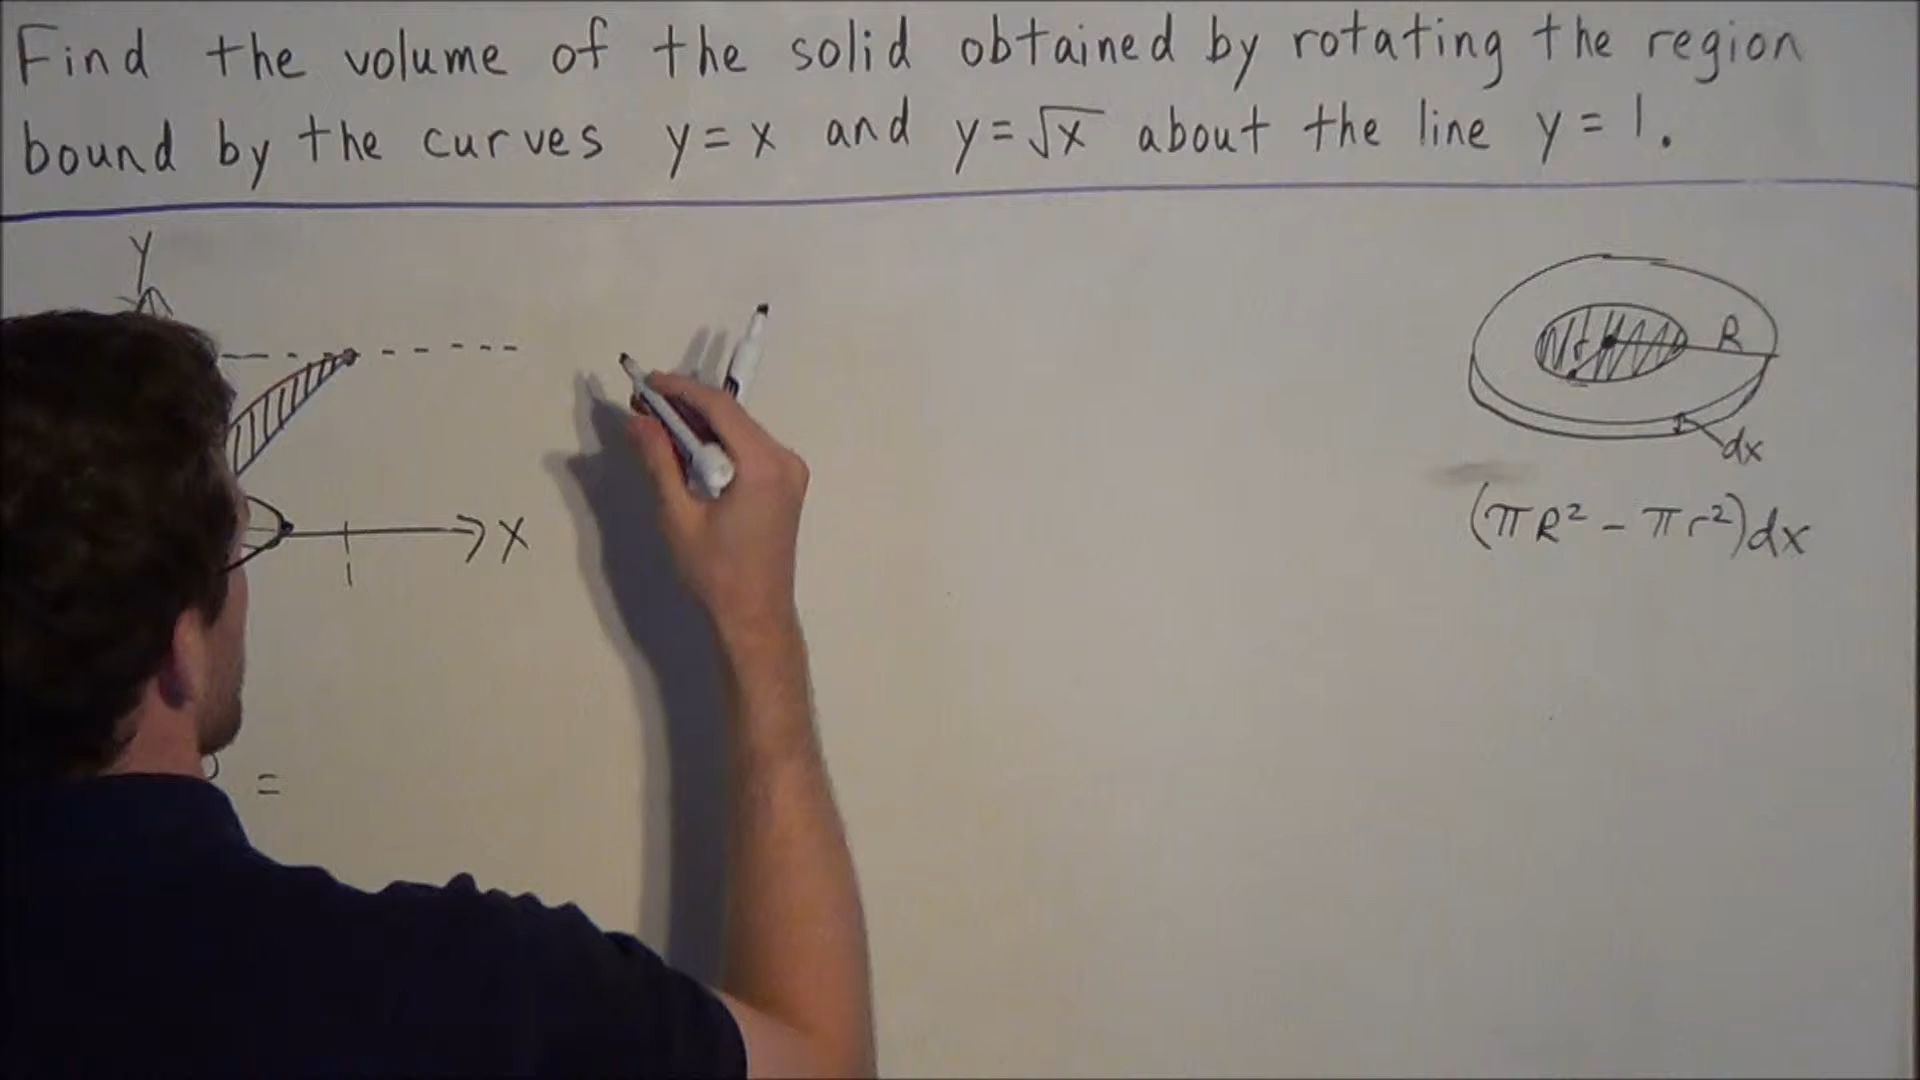 Find the volume of the solid obtained by rotating the region
bound by the curves y = x and y = √x about the line y = 1.
y
R
r
dx
x
1
(πR² - πr²)dx
=